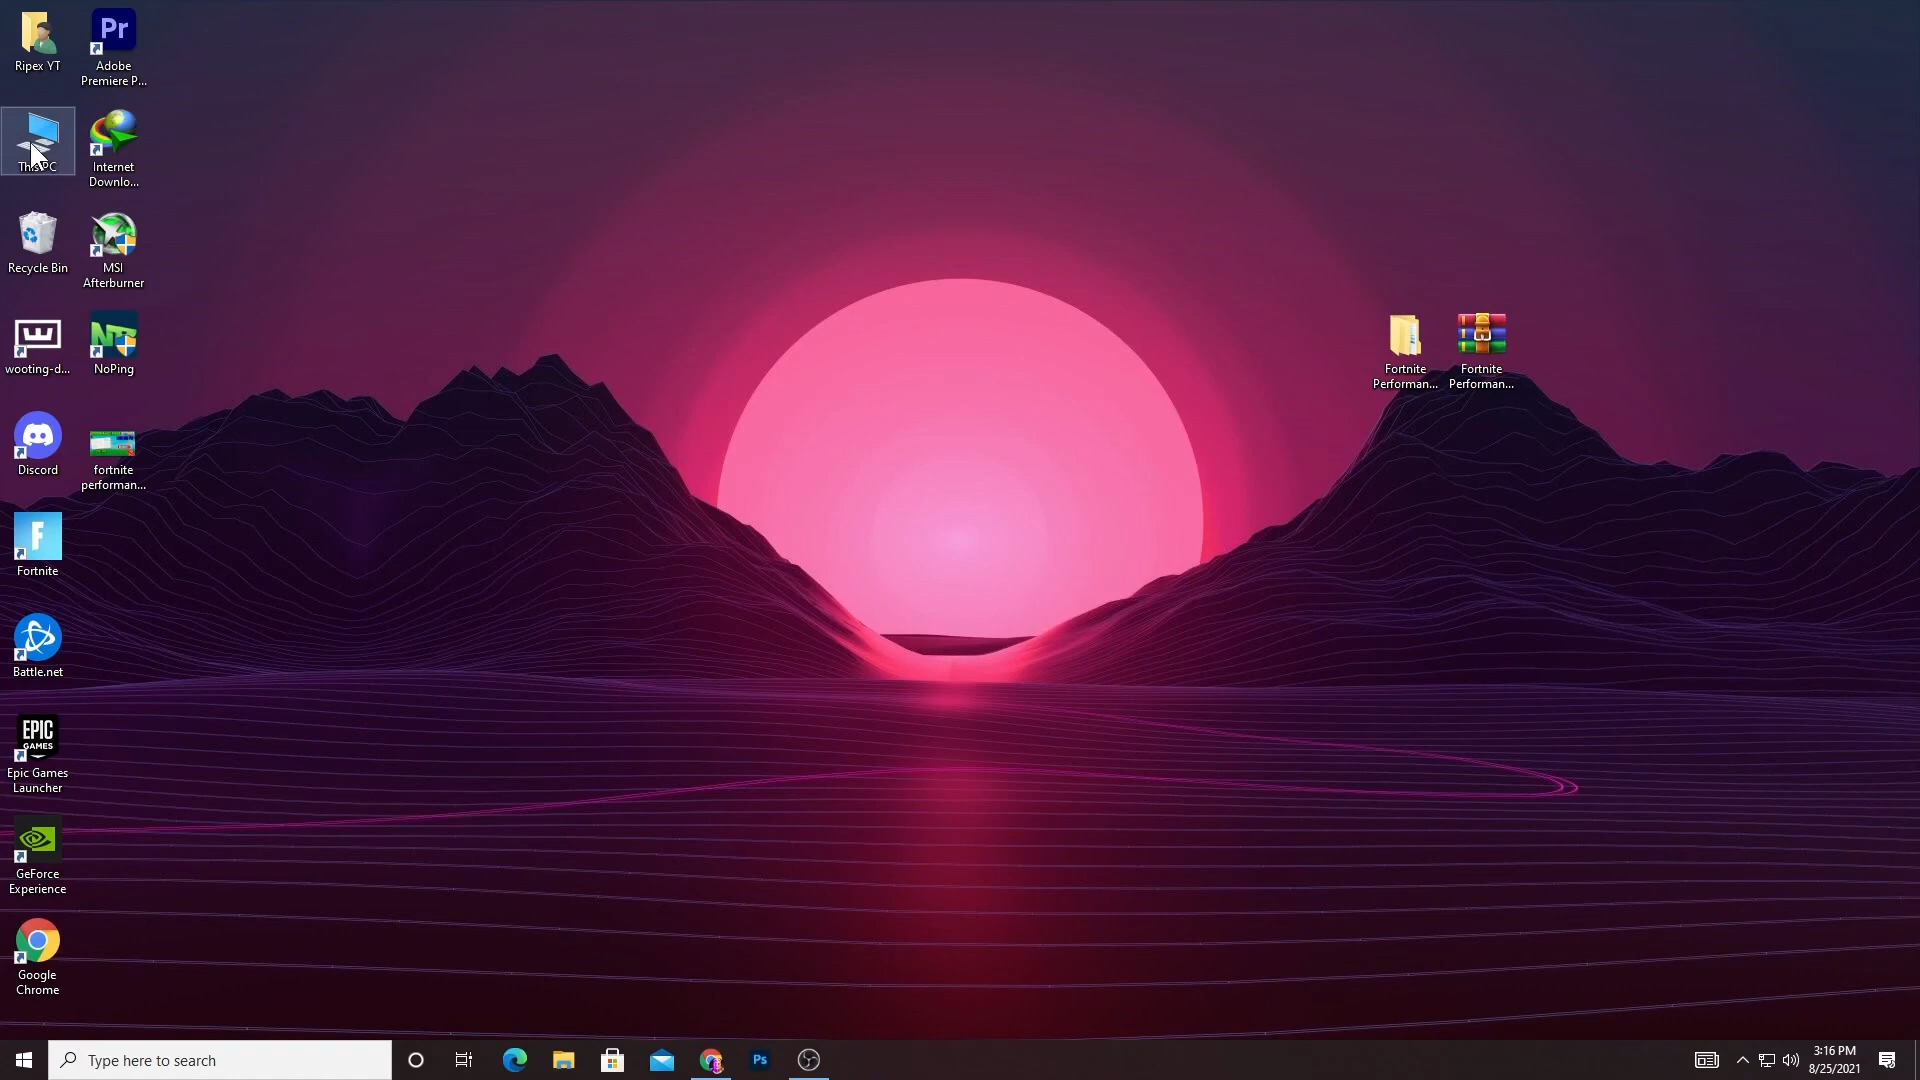 Ripex YT
Pr
Adobe
Premiere P...
This PC
Internet
Downlo...
Recycle Bin
MSI
Afterburner
wooting-d...
NoPing
Discord
fortnite
performan...
F
Fortnite
Battle.net
EPIC
GAMES
Epic Games
Launcher
GeForce
Experience
Google
Chrome
Fortnite
Performan...
Fortnite
Performan...
Type here to search
Ps
3:16 PM
8/25/2021